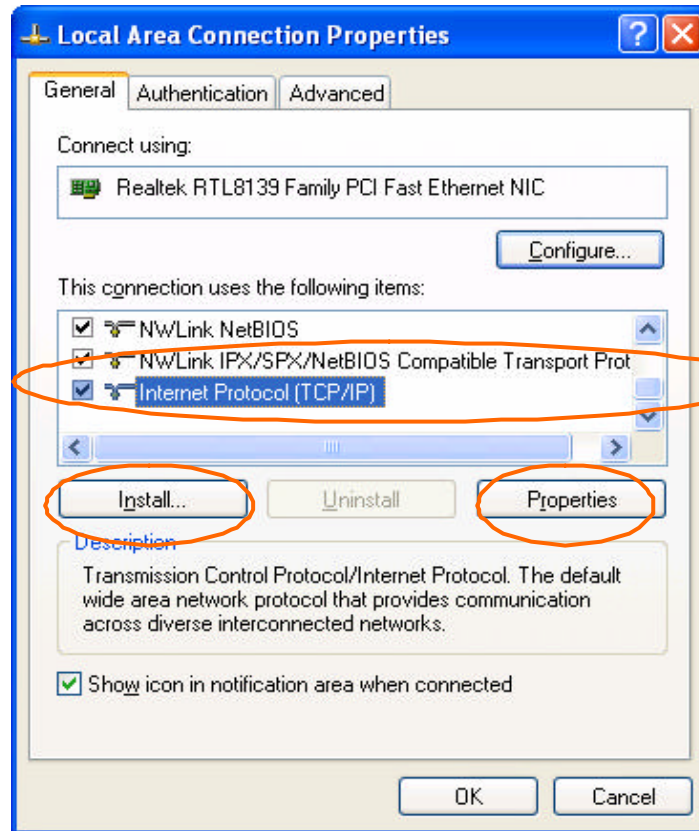 Local Area Connection Properties
General Authentication Advanced
Connect using:
Realtek RTL8139 Family PCI Fast Ethernet NIC
Configure...
This connection uses the following items:
NWLink NetBIOS
NWLink IPX/SPX/NetBIOS Compatible Transport Prot
Internet Protocol (TCP/IP)
Install... Uninstall Properties
Description
Transmission Control Protocol/Internet Protocol. The default
wide area network protocol that provides communication
across diverse interconnected networks.
Show icon in notification area when connected
OK Cancel